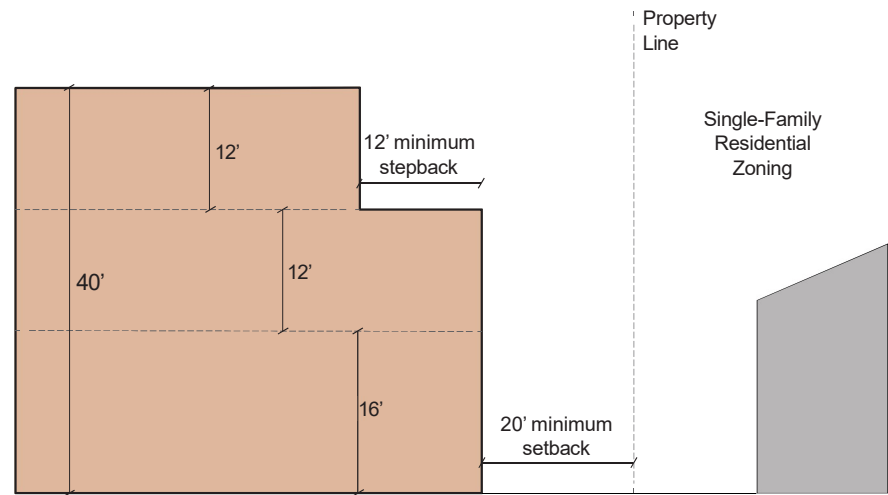 Property
Line
Single-Family
Residential
Zoning
12’ minimum
stepback
12’
12’
40’
16’
20’ minimum
setback